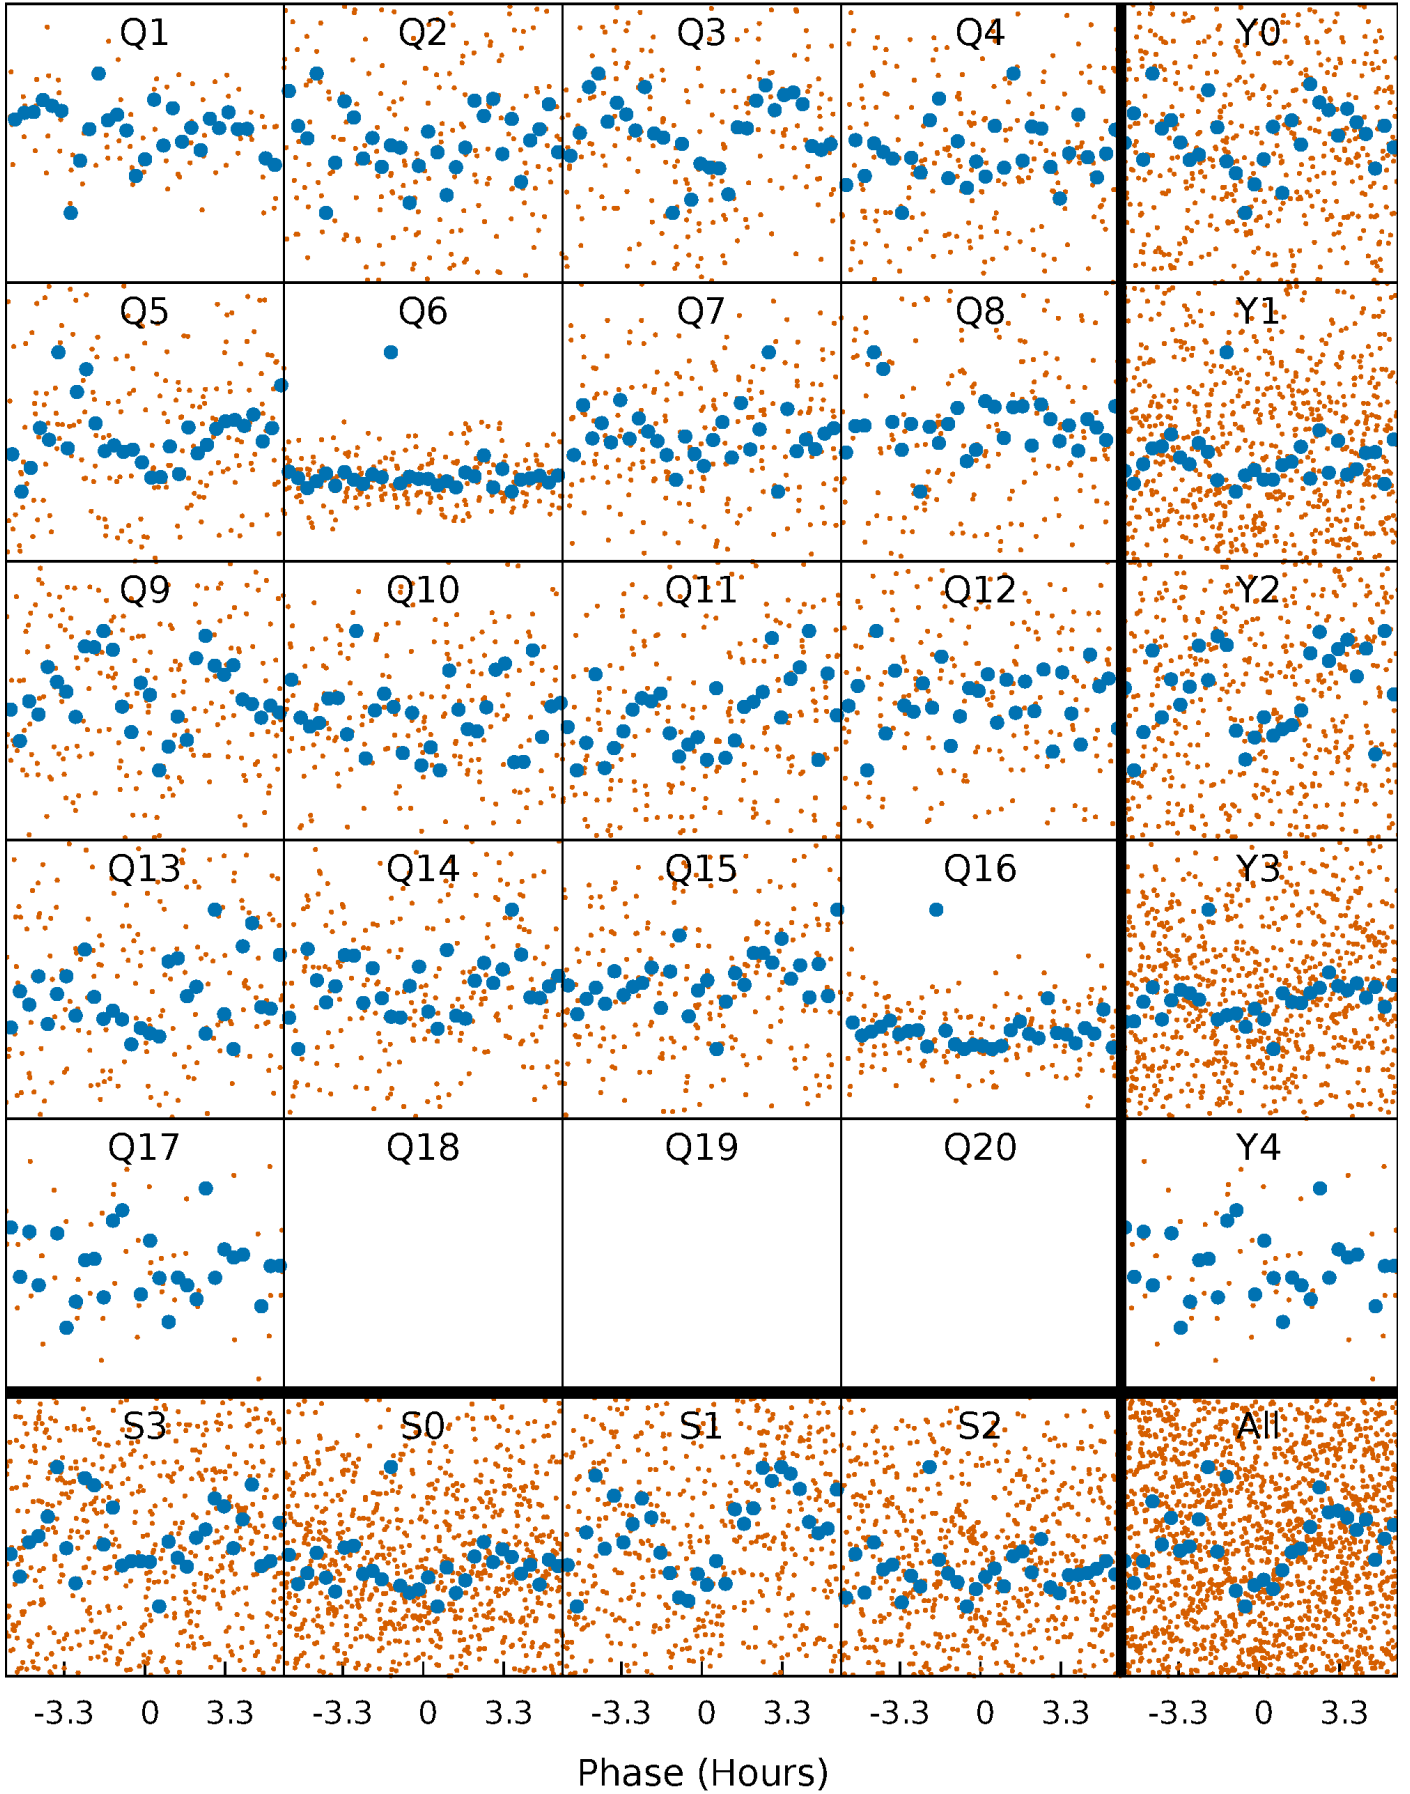 Q1 Q2 Q3 Q4 Y0
Q5 Q6 Q7 Q8 Y1
Q9 Q10 Q11 Q12 Y2
Q13 Q14 Q15 Q16 Y3
Q17 Q18 Q19 Q20 Y4
S3 S0 S1 S2 All
-3.3 0 3.3 -3.3 0 3.3 -3.3 0 3.3 -3.3 0 3.3 -3.3 0 3.3
Phase (Hours)